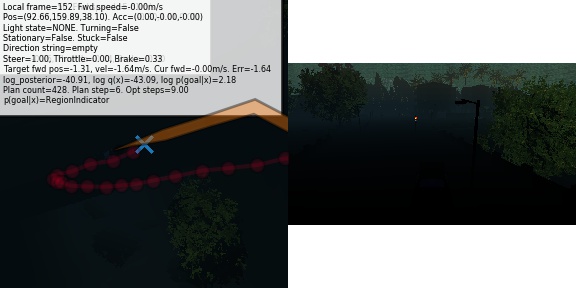 Local frame=152. Fwd speed=-0.00m/s
Pos=(92.66,159.89,38.10). Acc=(0.00,-0.00,-0.00)
Light state=NONE. Turning=False
Stationary=False. Stuck=False
Direction string=empty
Steer=1.00, Throttle=0.00, Brake=0.33
Target fwd pos=-1.31, vel=-1.64m/s. Cur fwd=-0.00m/s. Err=-1.64
log_posterior=-40.91, log q(x)=-43.09, log p(goal|x)=2.18
Plan count=428. Plan step=6. Opt steps=9.00
p(goal|x)=RegionIndicator